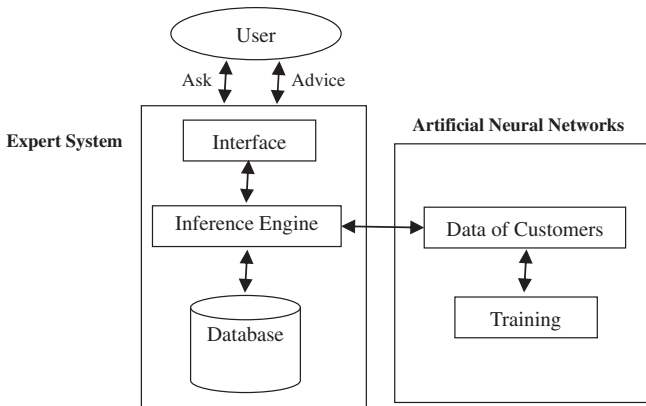 User
Ask
Advice
Expert System
Interface
Inference Engine
Database
Artificial Neural Networks
Data of Customers
Training